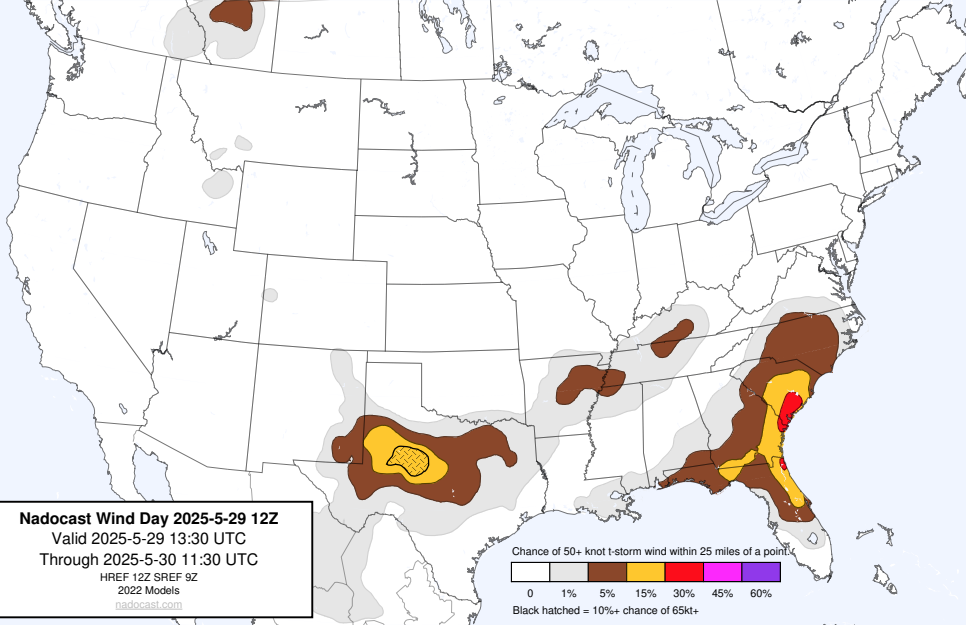 Nadocast Wind Day 2025-5-29 12Z
Valid 2025-5-29 13:30 UTC
Through 2025-5-30 11:30 UTC
HREF 12Z SREF 9Z
2022 Models
nadocast.com
Chance of 50+ knot t-storm wind within 25 miles of a point.
0 1% 5% 15% 30% 45% 60%
Black hatched = 10%+ chance of 65kt+